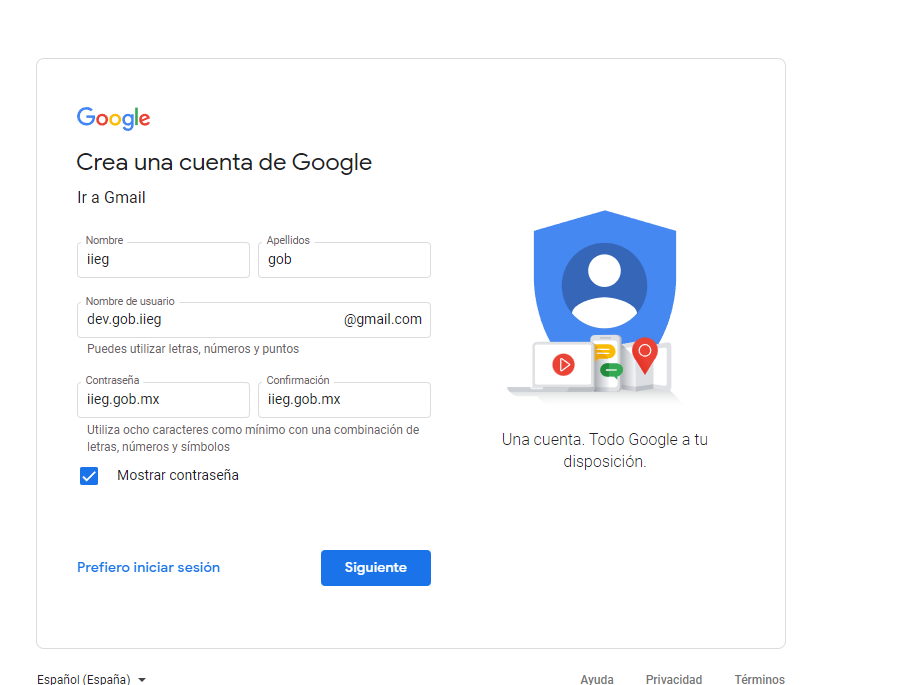 Google
Crea una cuenta de Google
Ir a Gmail
Nombre
iieg
Apellidos
gob
Nombre de usuario
dev.gob.iieg
@gmail.com
Puedes utilizar letras, números y puntos
Contraseña
iieg.gob.mx
Confirmación
iieg.gob.mx
Utiliza ocho caracteres como mínimo con una combinación de
letras, números y símbolos
Mostrar contraseña
Prefiero iniciar sesión
Siguiente
Una cuenta. Todo Google a tu
disposición.
Español (España)
Ayuda
Privacidad
Términos